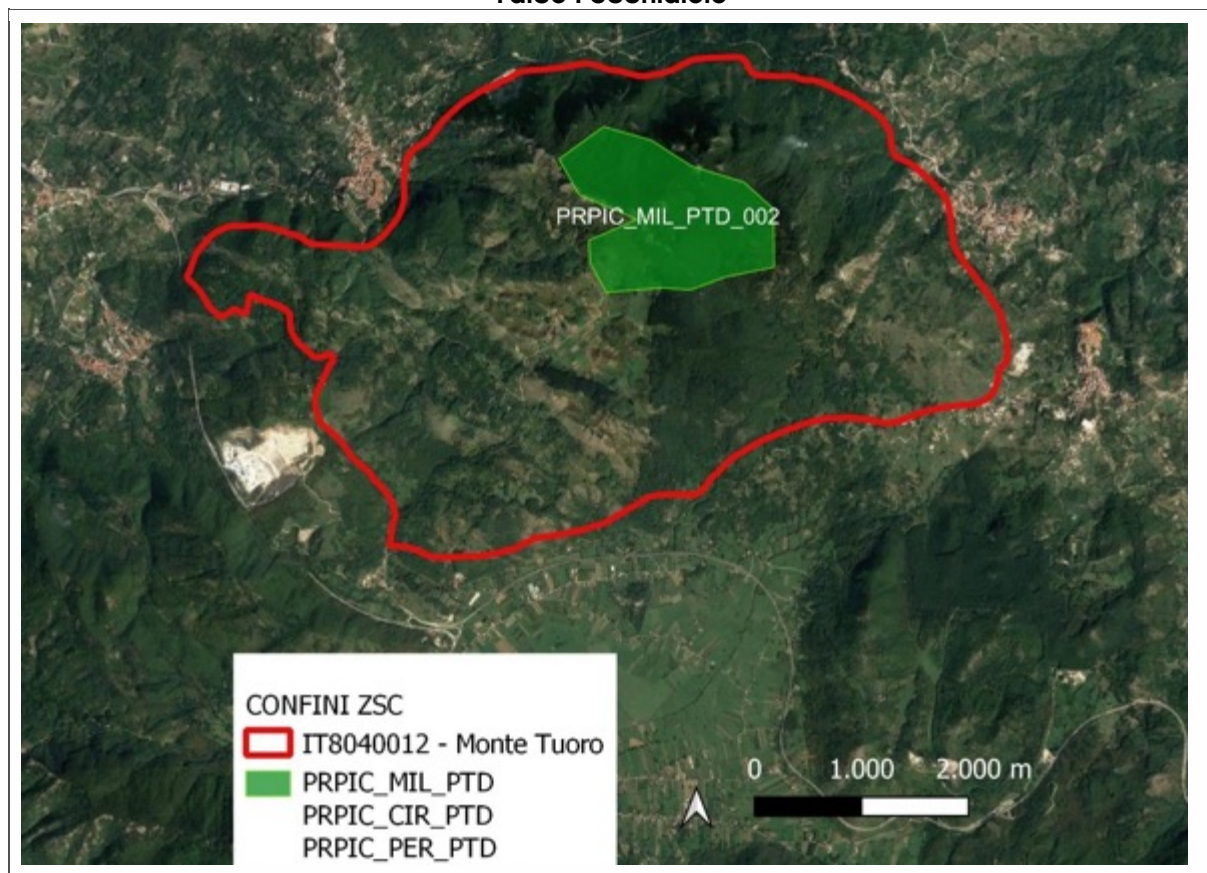 PRPIC_MIL_PTD_002
CONFINI ZSC
IT8040012 - Monte Tuoro
PRPIC_MIL_PTD
PRPIC_CIR_PTD
PRPIC_PER_PTD
0 1.000 2.000 m